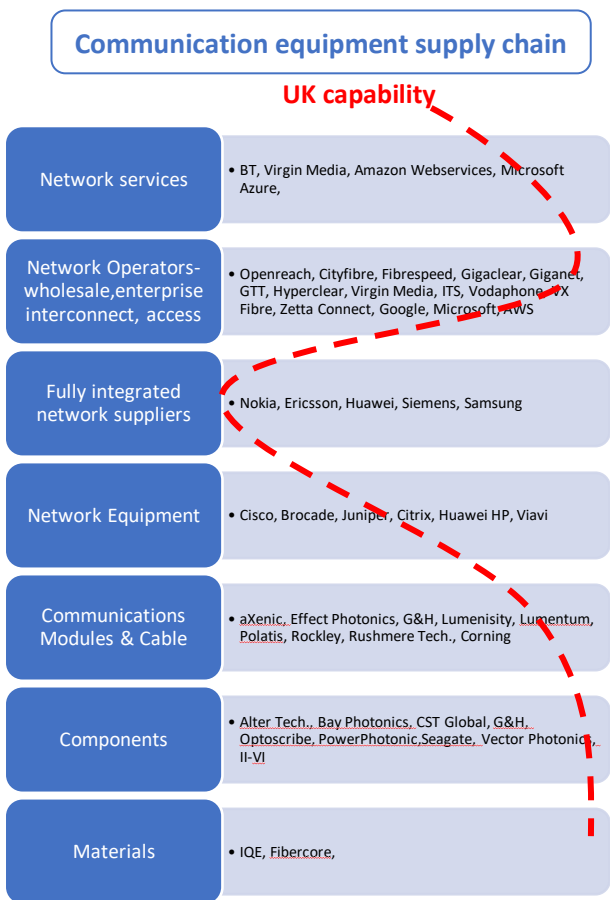 Communication equipment supply chain
UK capability
Network services
• BT, Virgin Media, Amazon Webservices, Microsoft
Azure,
Network Operators-
wholesale,enterprise
interconnect, access
• Openreach, Cityfibre, Fibrespeed, Gigaclear, Giganet,
GTT, Hyperclear, Virgin Media, ITS, Vodaphone, VX
Fibre, Zetta Connect, Google, Microsoft, AWS
Fully integrated
network suppliers
• Nokia, Ericsson, Huawei, Siemens, Samsung
Network Equipment
• Cisco, Brocade, Juniper, Citrix, Huawei HP, Viavi
Communications
Modules & Cable
• aXenic, Effect Photonics, G&H, Lumenisity, Lumentum,
Polatis, Rockley, Rushmere Tech., Corning
Components
• Alter Tech., Bay Photonics, CST Global, G&H,
Optoscribe, PowerPhotonic,Seagate, Vector Photonics,
II-VI
Materials
• IQE, Fibercore,